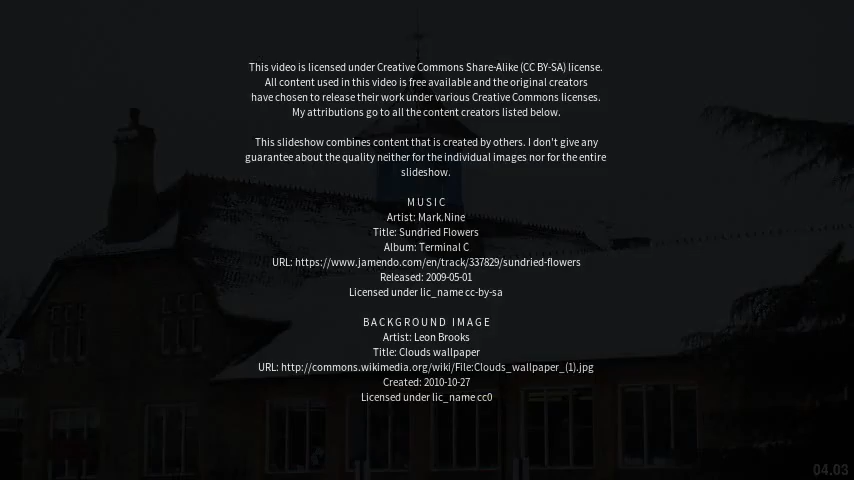 This video is licensed under Creative Commons Share-Alike (CC BY-SA) license.
All content used in this video is free available and the original creators
have chosen to release their work under various Creative Commons licenses.
My attributions go to all the content creators listed below.
This slideshow combines content that is created by others. I don't give any
guarantee about the quality neither for the individual images nor for the entire
slideshow.
MUSIC
Artist: Mark.Nine
Title: Sundried Flowers
Album: Terminal C
URL: https://www.jamendo.com/en/track/337829/sundried-flowers
Released: 2009-05-01
Licensed under lic_name cc-by-sa
BACKGROUND IMAGE
Artist: Leon Brooks
Title: Clouds wallpaper
URL: http://commons.wikimedia.org/wiki/File:Clouds_wallpaper_(1).jpg
Created: 2010-10-27
Licensed under lic_name cc0
04.03